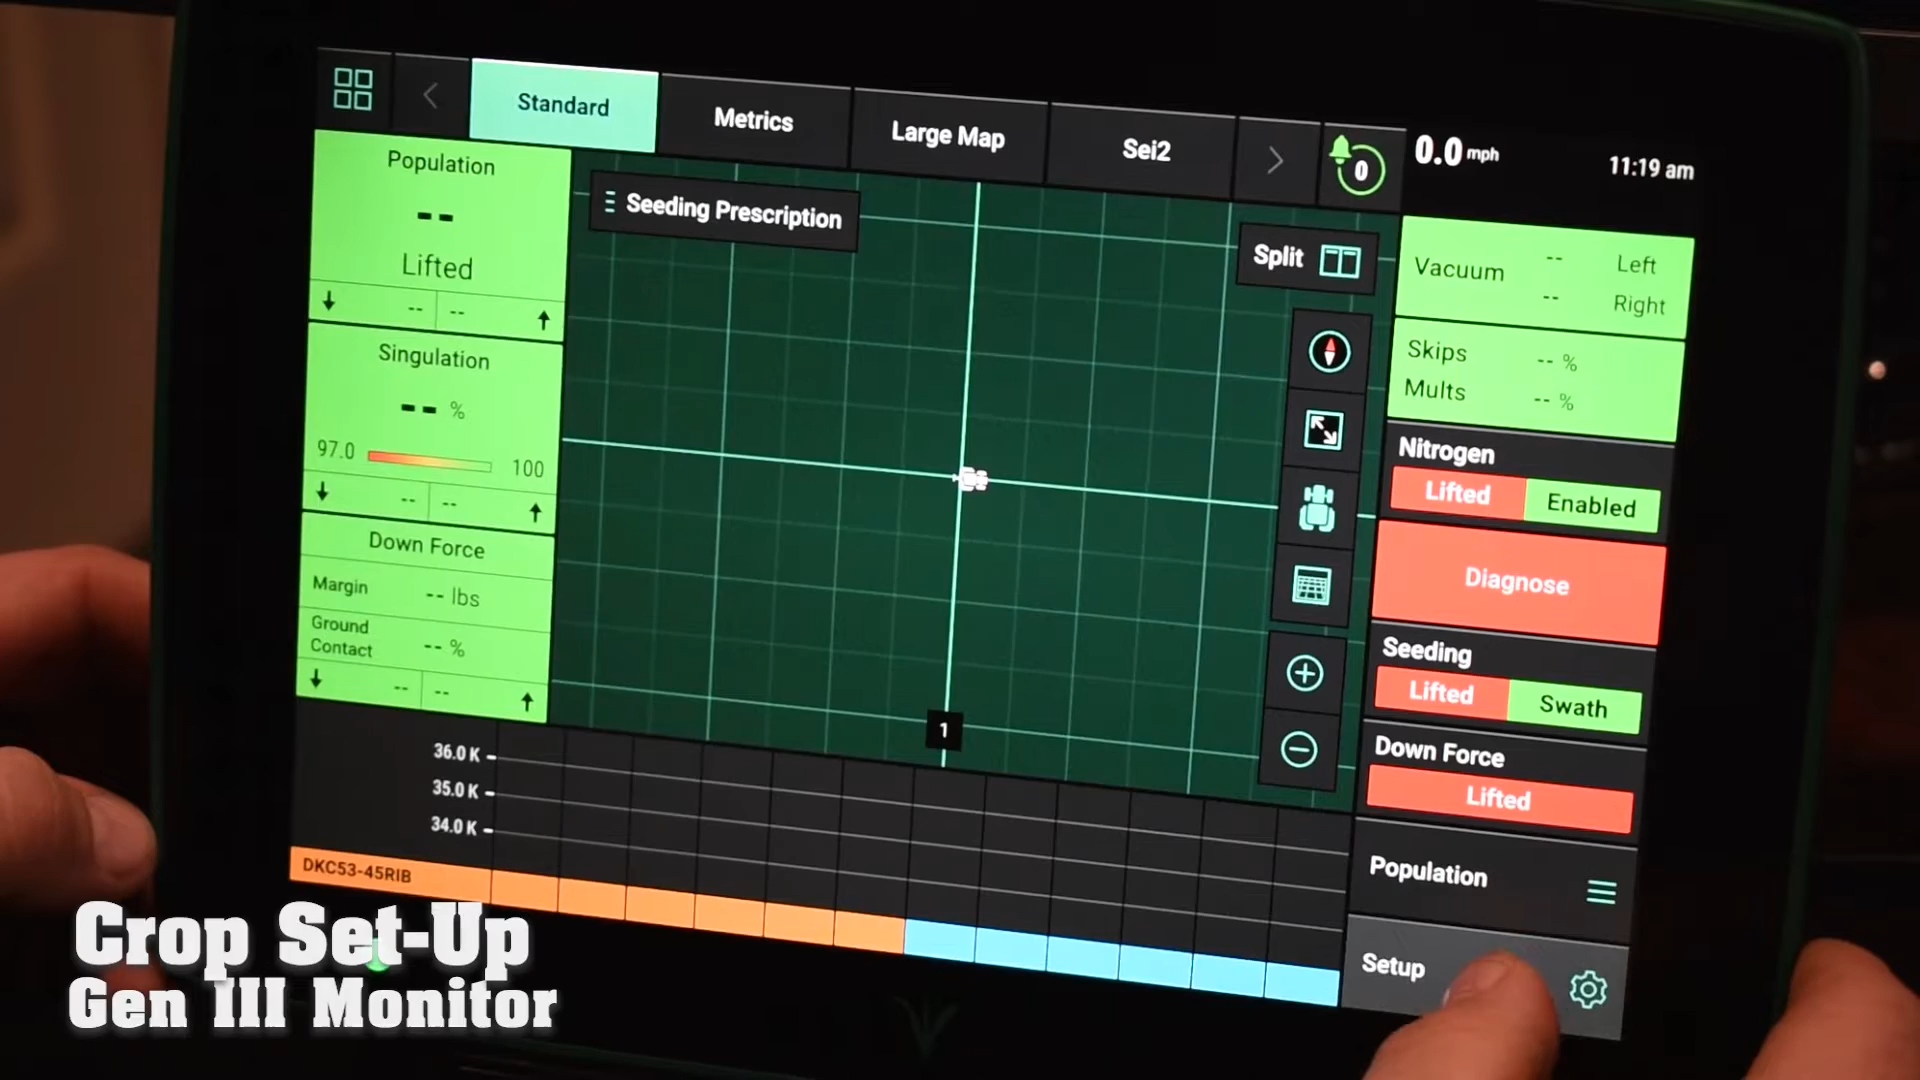 Standard
Metrics
Large Map
Sei2
0
0.0 mph
11:19 am
Population
--
Lifted
-- --
Singulation
-- %
97.0 100
-- --
Down Force
Margin -- lbs
Ground
Contact -- %
-- --
Seeding Prescription
Split
1
Vacuum -- Left
-- Right
Skips -- %
Mults -- %
Nitrogen
Lifted Enabled
Diagnose
Seeding
Lifted Swath
Down Force
Lifted
Population
Setup
36.0 K
35.0 K
34.0 K
DKC53-45RIB
Crop Set-Up
Gen III Monitor